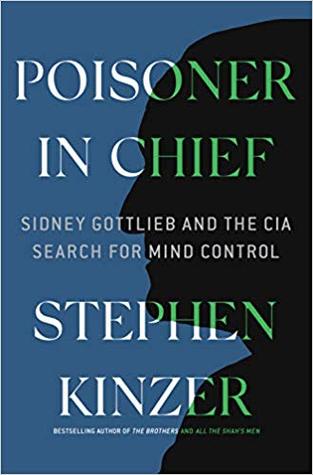 POISONER
IN CHIEF
SIDNEY GOTTLIEB AND THE CIA
SEARCH FOR MIND CONTROL
STEPHEN
KINZER
BESTSELLING AUTHOR OF THE BROTHERS AND ALL THE SHAH'S MEN